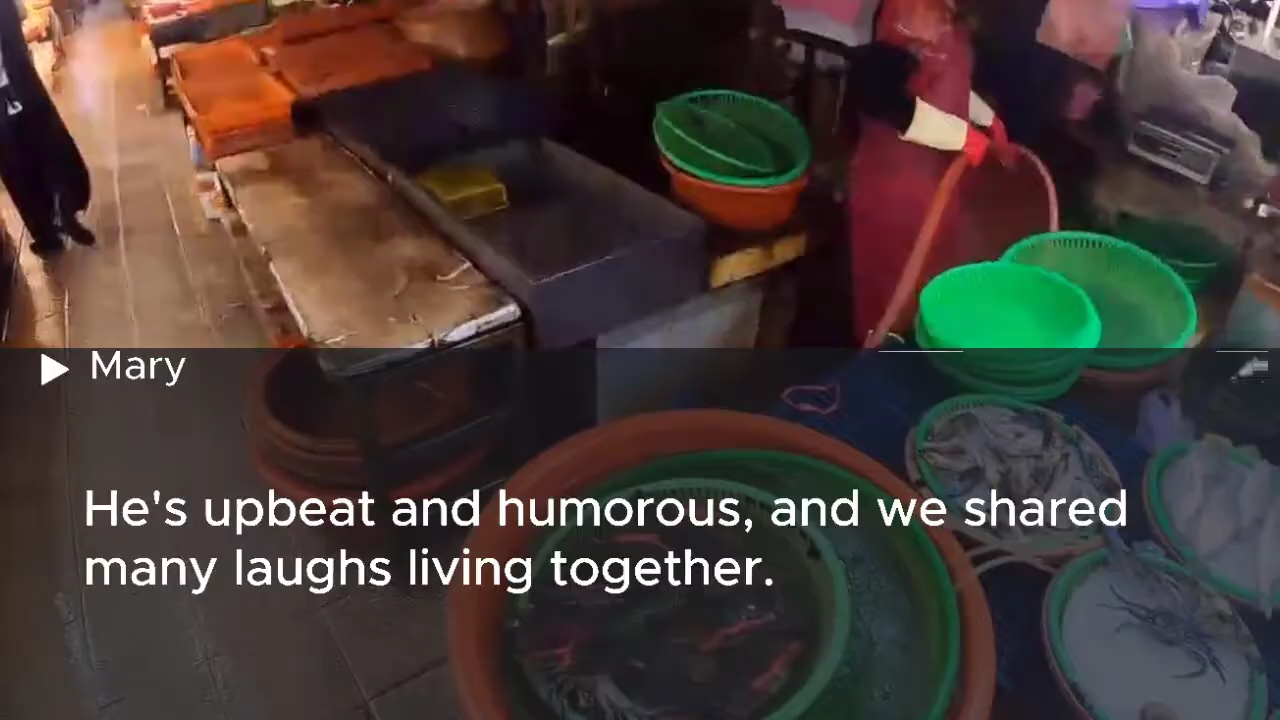 Mary
He's upbeat and humorous, and we shared
many laughs living together.